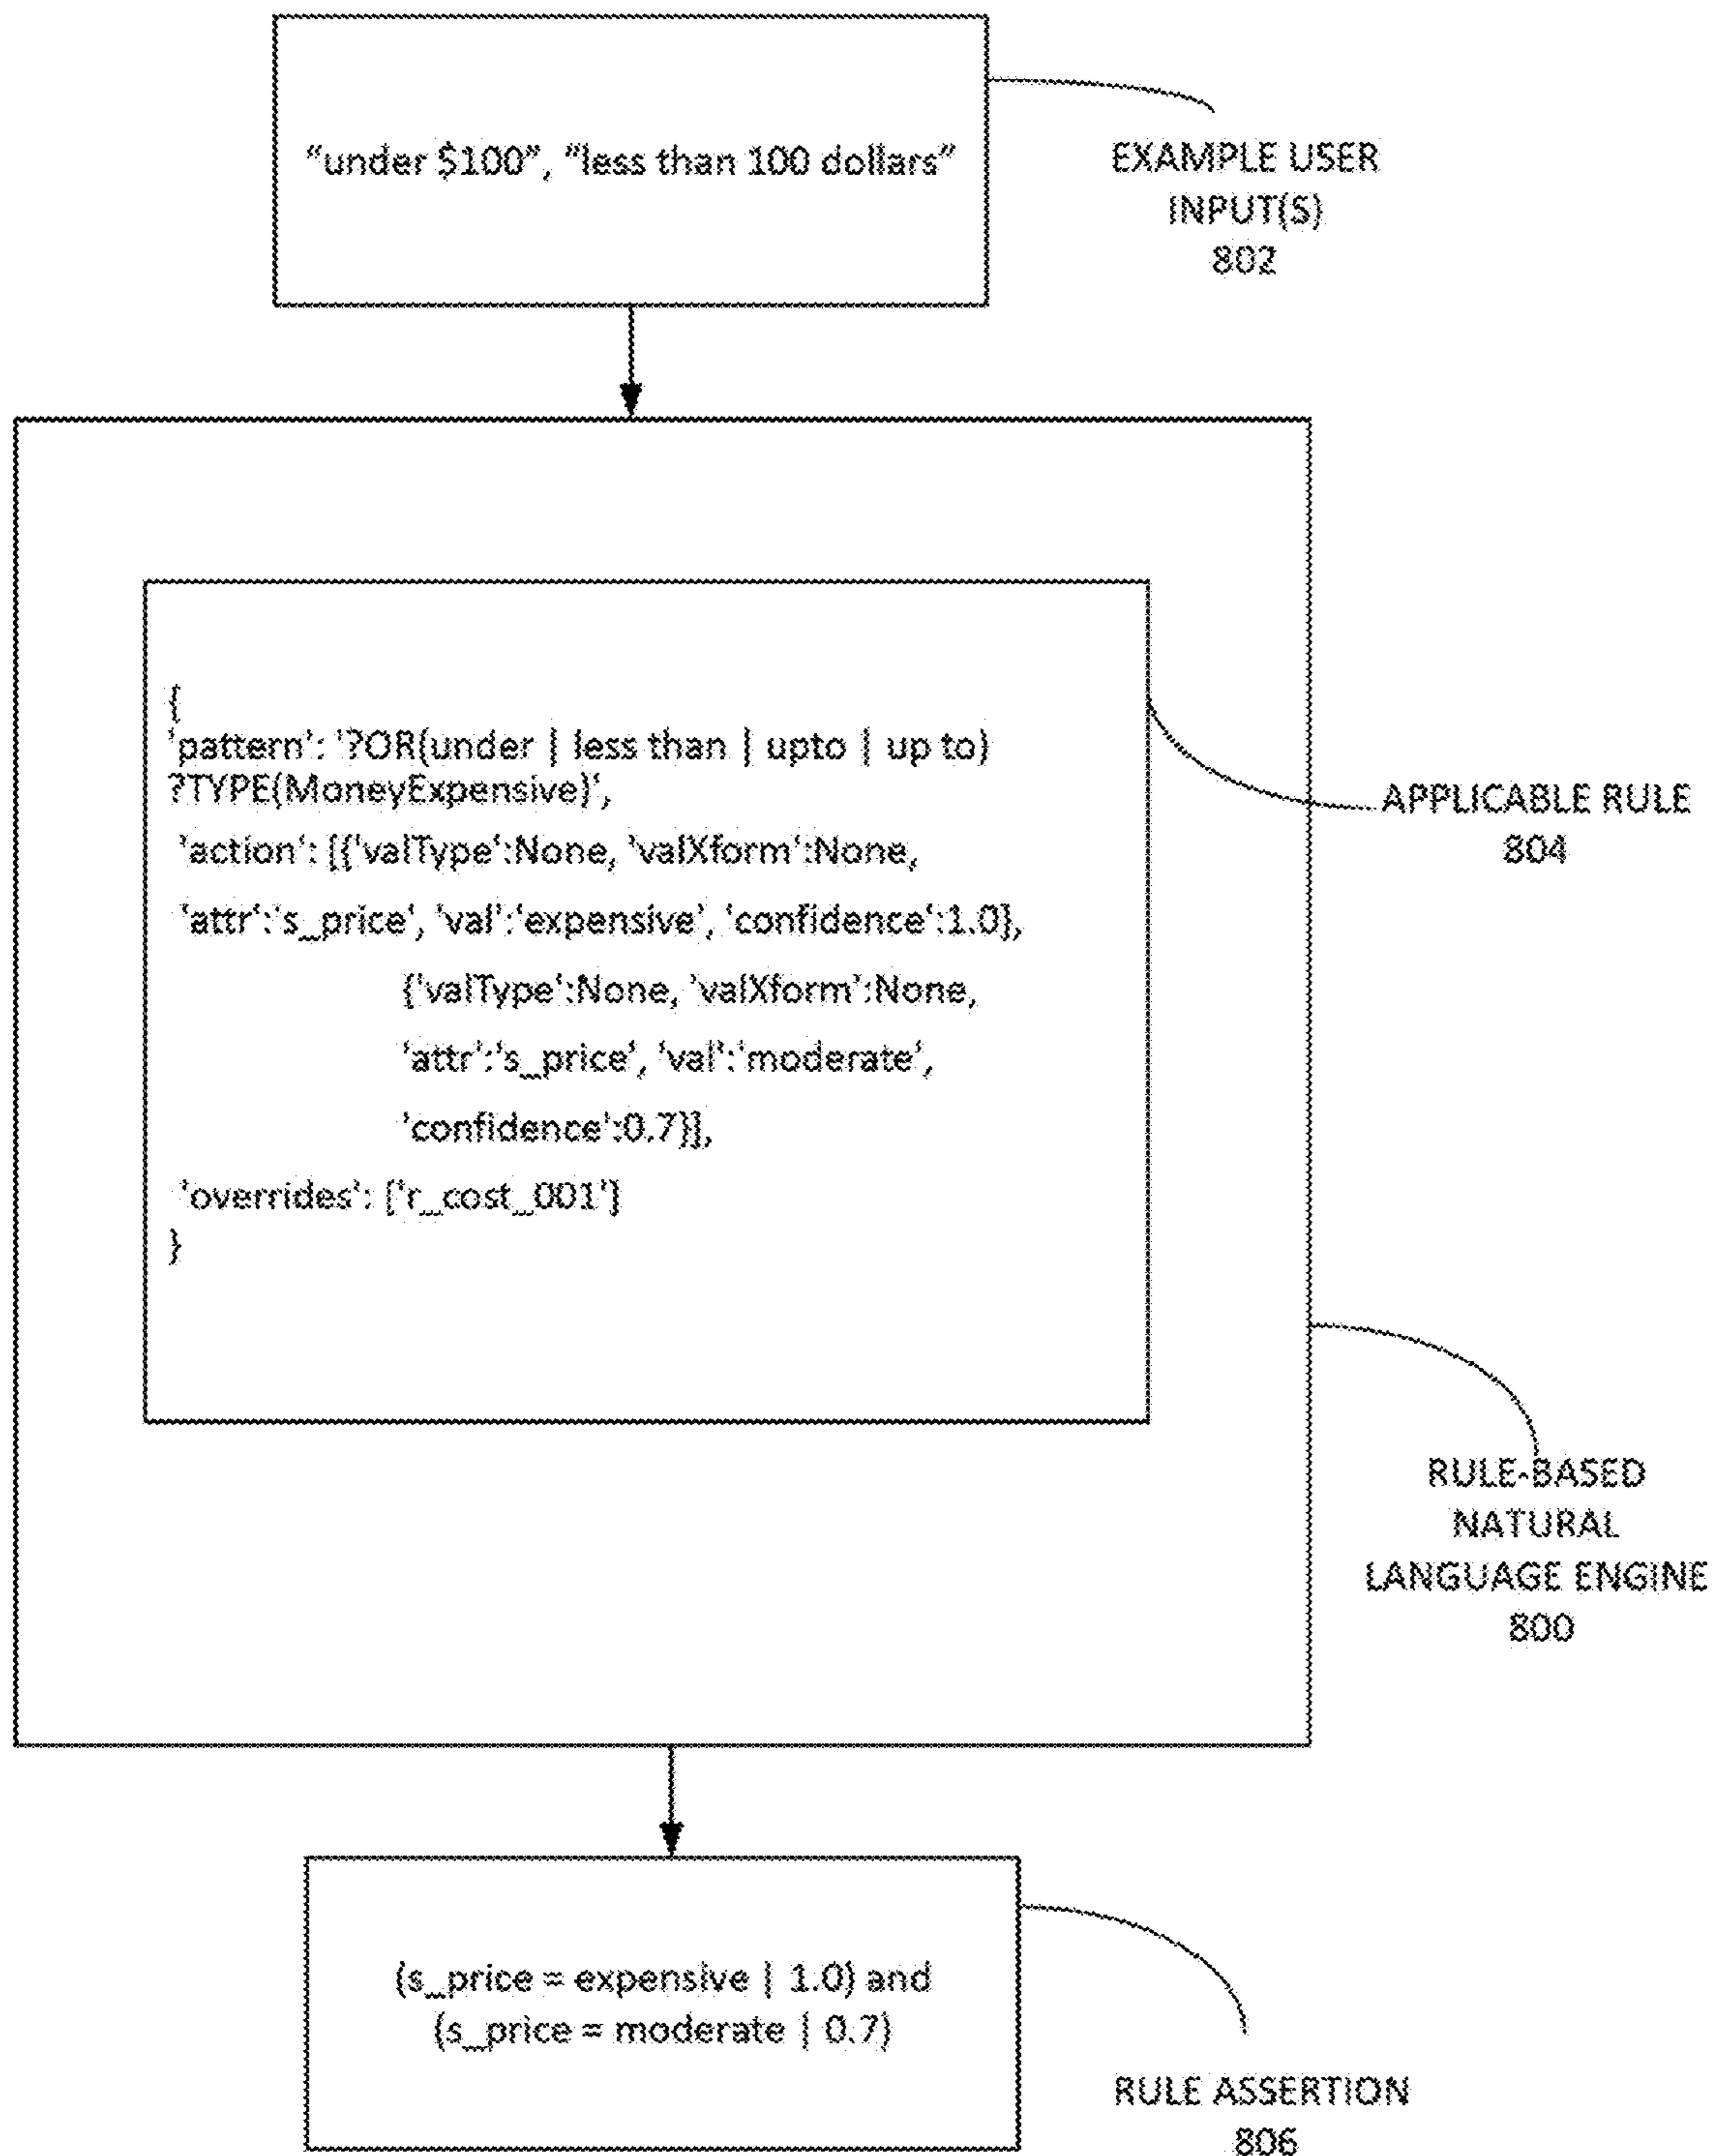 “under $100”, “less than 100 dollars”
EXAMPLE USER
INPUT(S)
802
{
'pattern': '?OR(under | less than | upto | up to)
?TYPE(MoneyExpensive)',
'action': [{'valType':None, 'valXform':None,
'attr':'s_price', 'val':'expensive', 'confidence':1.0},
{'valType':None, 'valXform':None,
'attr':'s_price', 'val':'moderate',
'confidence':0.7}],
'overrides': ['r_cost_001']
}
APPLICABLE RULE
804
RULE-BASED
NATURAL
LANGUAGE ENGINE
800
(s_price = expensive | 1.0) and
(s_price = moderate | 0.7)
RULE ASSERTION
806